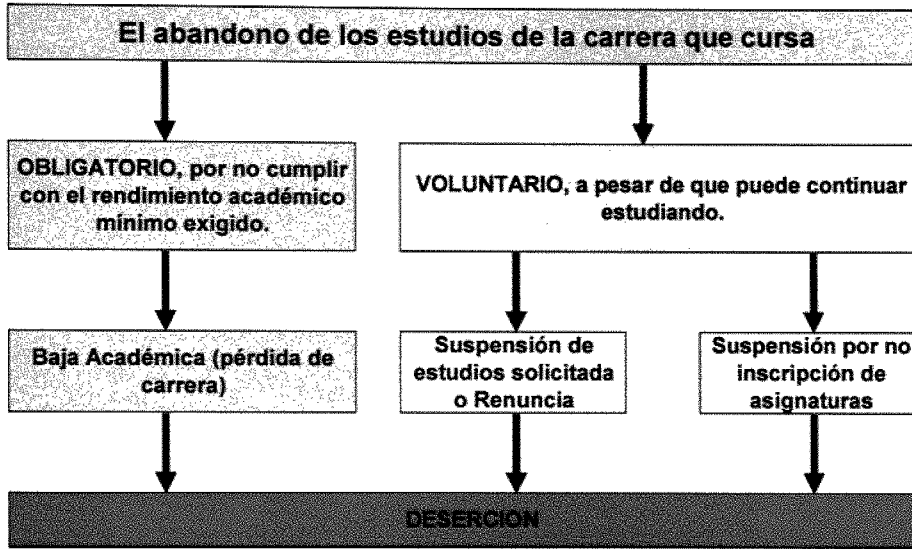 El abandono de los estudios de la carrera que cursa
OBLIGATORIO, por no cumplir
con el rendimiento académico
mínimo exigido.
VOLUNTARIO, a pesar de que puede continuar
estudiando.
Baja Académica (pérdida de
carrera)
Suspensión de
estudios solicitada
o Renuncia
Suspensión por no
inscripción de
asignaturas
DESERCION